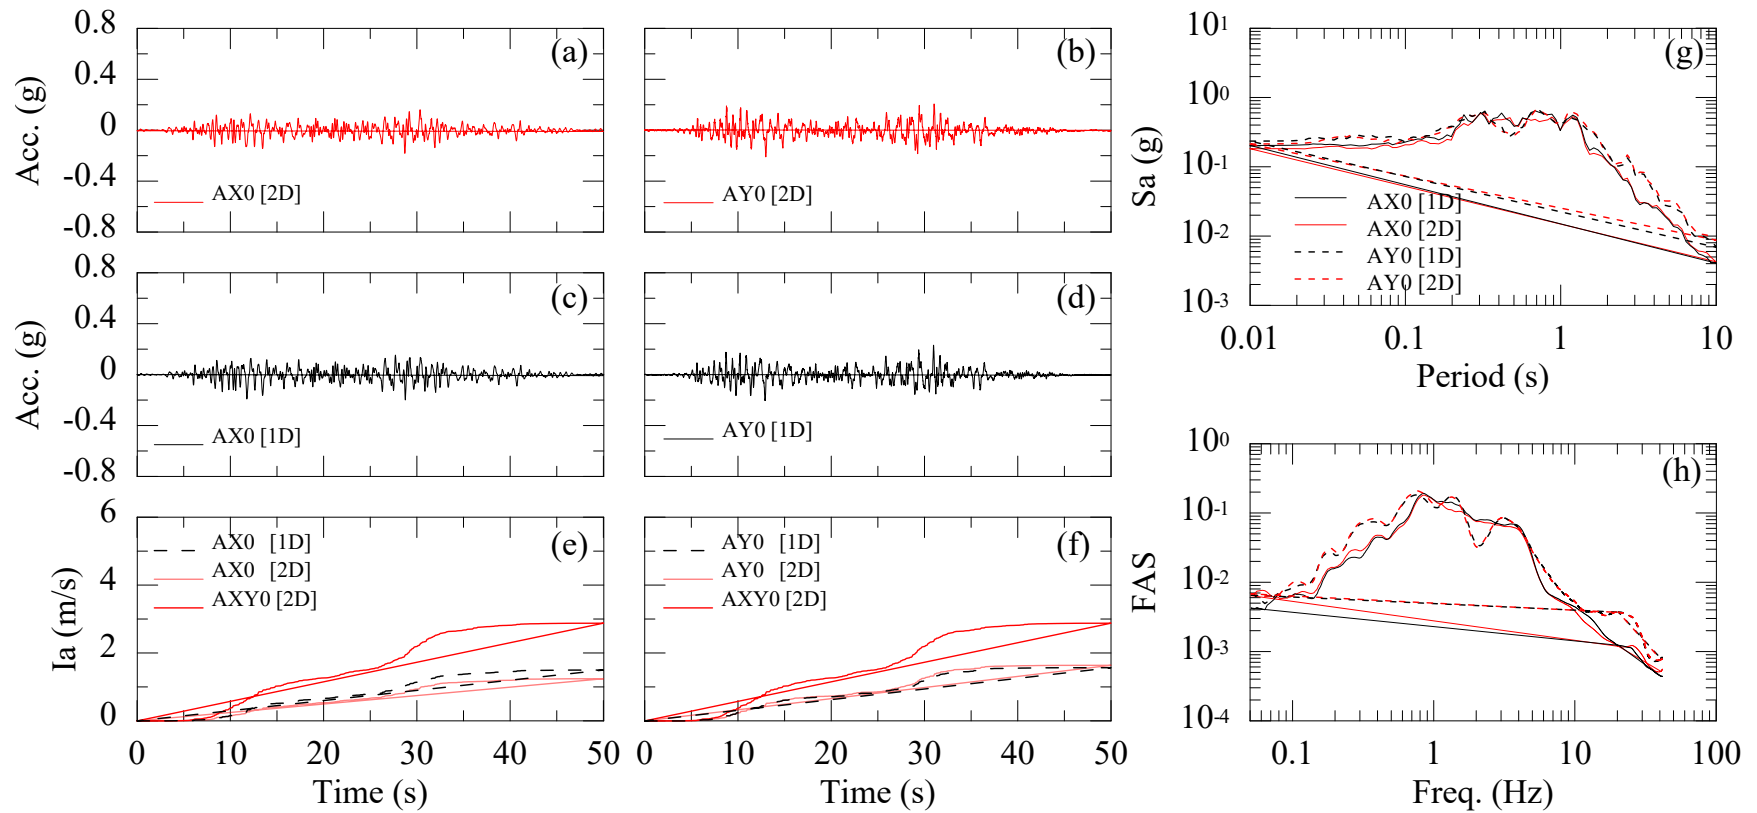 0.8
0.4
0
-0.4
-0.8
Acc. (g)
(a)
AX0 [2D]
(b)
AY0 [2D]
0.8
0.4
0
-0.4
-0.8
Acc. (g)
(c)
AX0 [1D]
(d)
AY0 [1D]
6
4
2
0
Ia (m/s)
(e)
AX0 [1D]
AX0 [2D]
AXY0 [2D]
0 10 20 30 40 50
Time (s)
(f)
AY0 [1D]
AY0 [2D]
AXY0 [2D]
0 10 20 30 40 50
Time (s)
10¹
10⁰
10⁻¹
10⁻²
10⁻³
Sa (g)
(g)
AX0 [1D]
AX0 [2D]
AY0 [1D]
AY0 [2D]
0.01 0.1 1 10
Period (s)
10⁰
10⁻¹
10⁻²
10⁻³
10⁻⁴
FAS
(h)
0.1 1 10 100
Freq. (Hz)